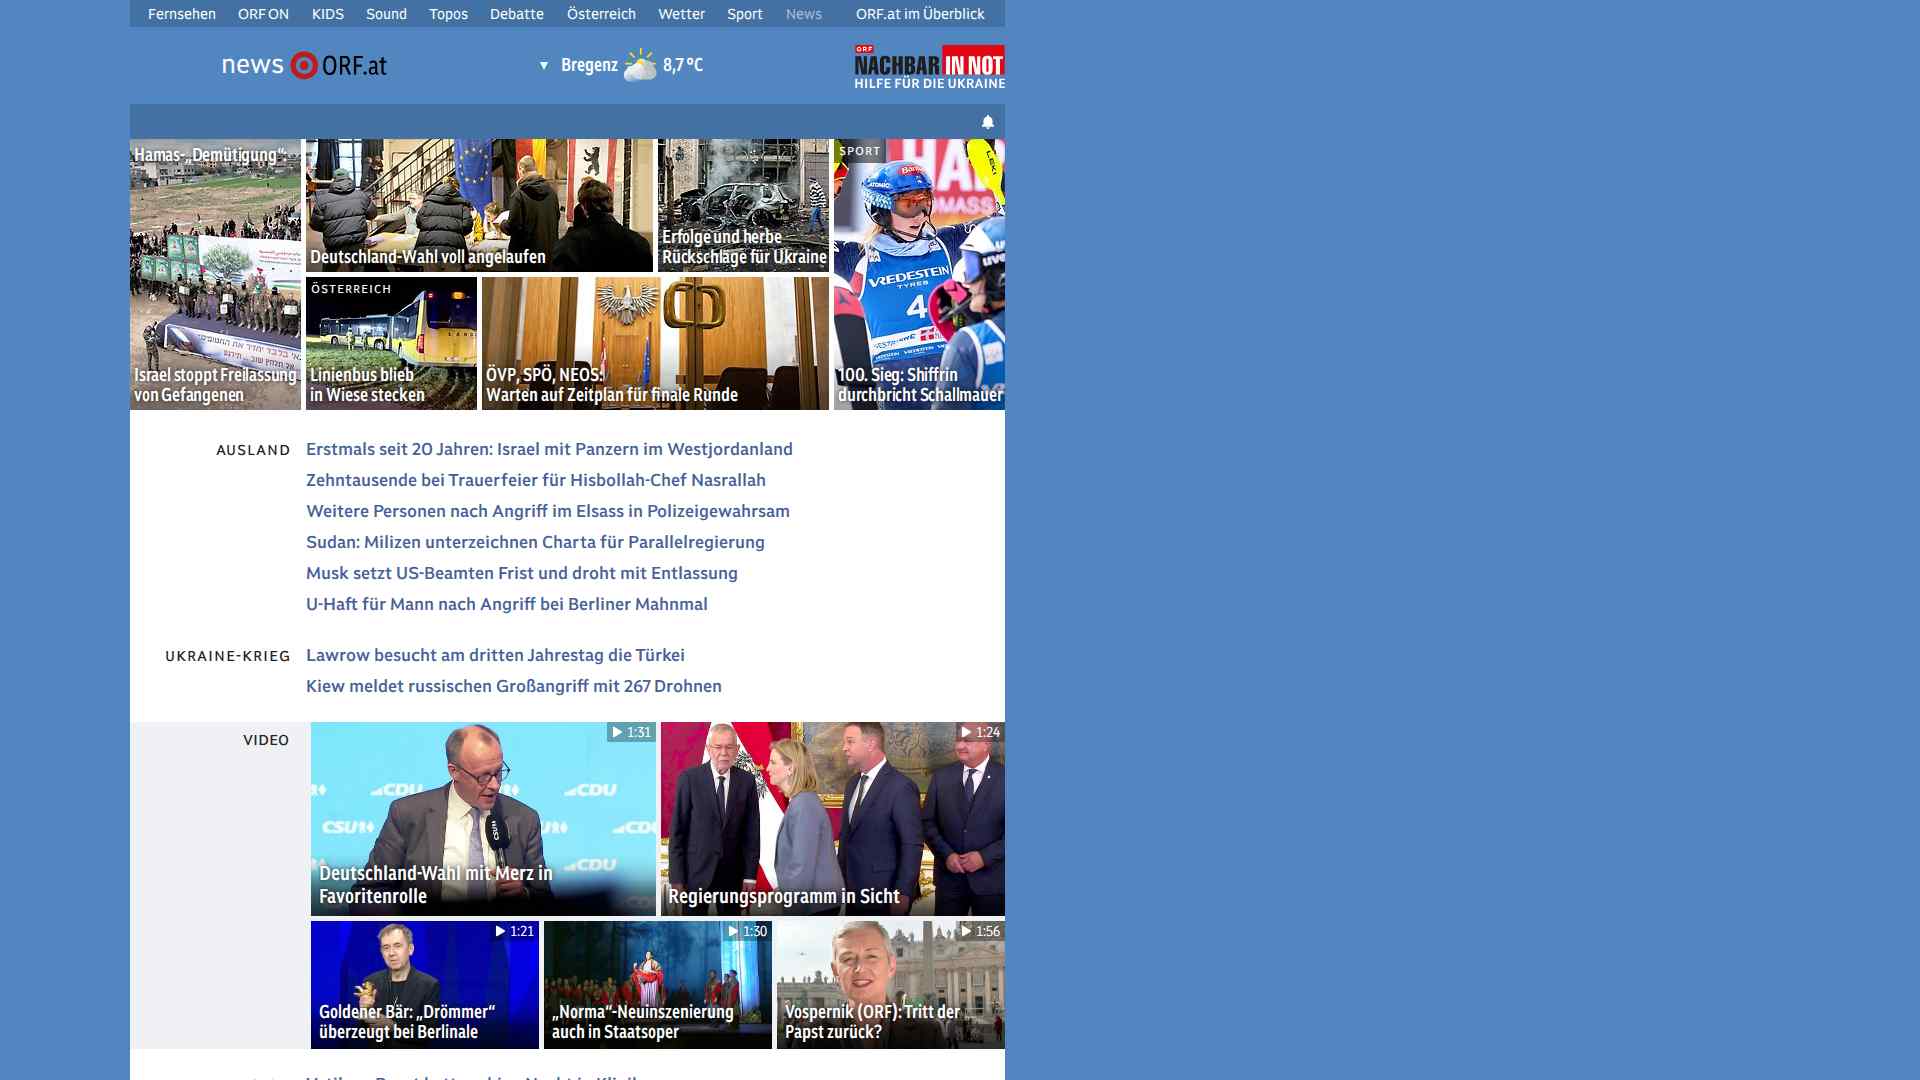 Fernsehen ORF ON KIDS Sound Topos Debatte Österreich Wetter Sport News ORF.at im Überblick
news ORF.at
Bregenz 8,7 °C
ORF
NACHBAR IN NOT
HILFE FÜR DIE UKRAINE
Hamas-„Demütigung“:
Israel stoppt Freilassung
von Gefangenen
Deutschland-Wahl voll angelaufen
Erfolge und herbe
Rückschläge für Ukraine
ÖSTERREICH
Linienbus blieb
in Wiese stecken
ÖVP, SPÖ, NEOS:
Warten auf Zeitplan für finale Runde
SPORT
VREDESTEIN
TYRES
4
100. Sieg: Shiffrin
durchbricht Schallmauer
AUSLAND
Erstmals seit 20 Jahren: Israel mit Panzern im Westjordanland
Zehntausende bei Trauerfeier für Hisbollah-Chef Nasrallah
Weitere Personen nach Angriff im Elsass in Polizeigewahrsam
Sudan: Milizen unterzeichnen Charta für Parallelregierung
Musk setzt US-Beamten Frist und droht mit Entlassung
U-Haft für Mann nach Angriff bei Berliner Mahnmal
UKRAINE-KRIEG
Lawrow besucht am dritten Jahrestag die Türkei
Kiew meldet russischen Großangriff mit 267 Drohnen
VIDEO
1:31
CDU CDU
CSU
CDU
Deutschland-Wahl mit Merz in
Favoritenrolle
1:24
Regierungsprogramm in Sicht
1:21
Goldener Bär: „Drömmer“
überzeugt bei Berlinale
1:30
„Norma“-Neuinszenierung
auch in Staatsoper
1:56
Vospernik (ORF): Tritt der
Papst zurück?